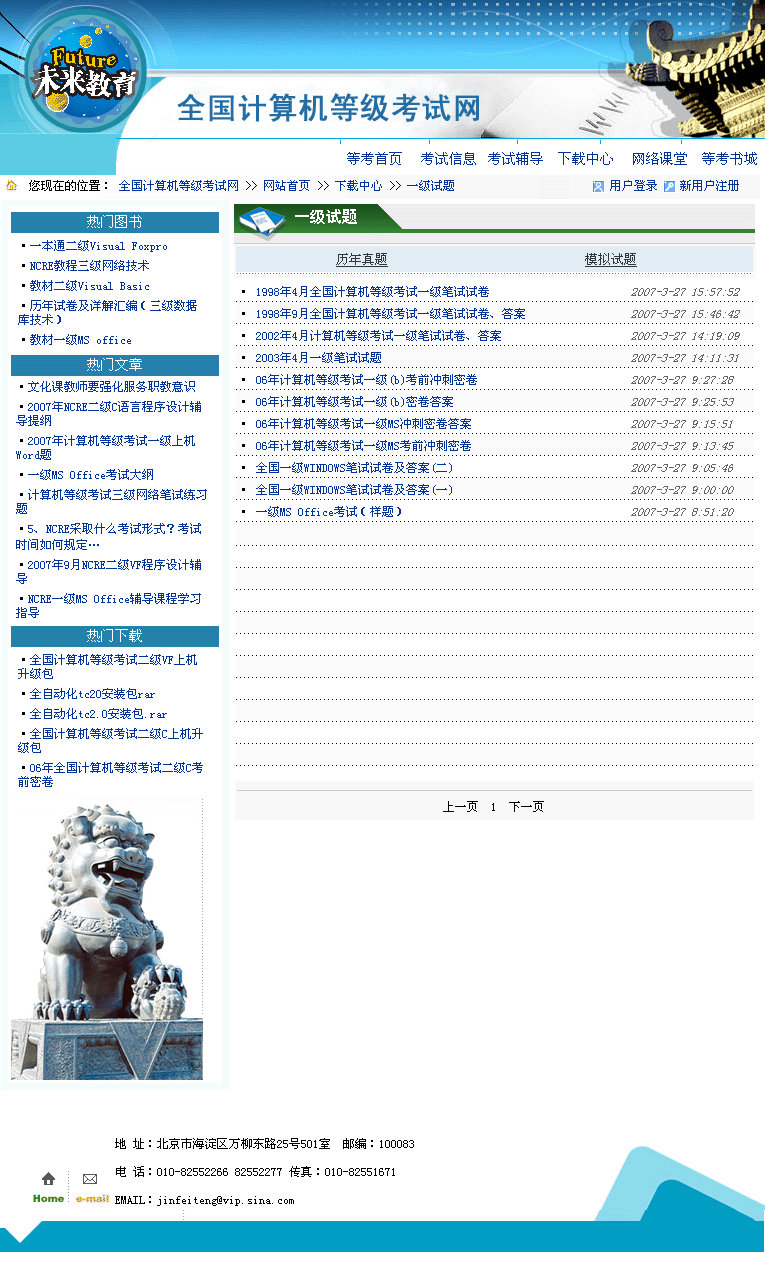 Future
未来教育
全国计算机等级考试网
等考首页 考试信息 考试辅导 下载中心 网络课堂 等考书城
您现在的位置： 全国计算机等级考试网 >> 网站首页 >> 下载中心 >> 一级试题 用户登录 新用户注册
热门图书
▪一本通二级Visual Foxpro
▪NCRE教程三级网络技术
▪教材二级Visual Basic
▪历年试卷及详解汇编（三级数据
库技术）
▪教材一级MS office
热门文章
▪文化课教师要强化服务职教意识
▪2007年NCRE二级C语言程序设计辅
导提纲
▪2007年计算机等级考试一级上机
Word题
▪一级MS Office考试大纲
▪计算机等级考试三级网络笔试练习
题
▪5、NCRE采取什么考试形式？考试
时间如何规定…
▪2007年9月NCRE二级VF程序设计辅
导
▪NCRE一级MS Office辅导课程学习
指导
热门下载
▪全国计算机等级考试二级VF上机
升级包
▪全自动化tc20安装包rar
▪全自动化tc2.0安装包.rar
▪全国计算机等级考试二级C上机升
级包
▪06年全国计算机等级考试二级C考
前密卷
一级试题
历年真题 模拟试题
▪ 1998年4月全国计算机等级考试一级笔试试卷 2007-3-27 15:57:52
▪ 1998年9月全国计算机等级考试一级笔试试卷、答案 2007-3-27 15:46:42
▪ 2002年4月计算机等级考试一级笔试试卷、答案 2007-3-27 14:19:09
▪ 2003年4月一级笔试试题 2007-3-27 14:11:31
▪ 06年计算机等级考试一级(b)考前冲刺密卷 2007-3-27 9:27:28
▪ 06年计算机等级考试一级(b)密卷答案 2007-3-27 9:25:53
▪ 06年计算机等级考试一级MS冲刺密卷答案 2007-3-27 9:15:51
▪ 06年计算机等级考试一级MS考前冲刺密卷 2007-3-27 9:13:45
▪ 全国一级WINDOWS笔试试卷及答案(二) 2007-3-27 9:05:46
▪ 全国一级WINDOWS笔试试卷及答案(一) 2007-3-27 9:00:00
▪ 一级MS Office考试（样题） 2007-3-27 8:51:20
上一页 1 下一页
地 址：北京市海淀区万柳东路25号501室 邮编：100083
电 话：010-82552266 82552277 传真：010-82551671
Home e-mail EMAIL：jinfeiteng@vip.sina.com